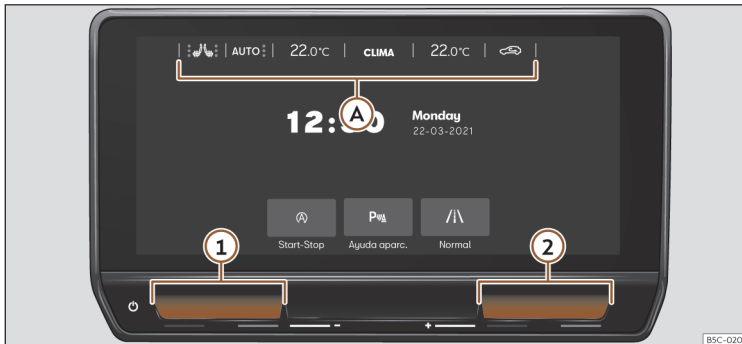 AUTO 22.0°C CLIMA 22.0°C
A
Monday
22-03-2021
P
Start-Stop Ayuda aparc. Normal
1 2
- +
B5C-020